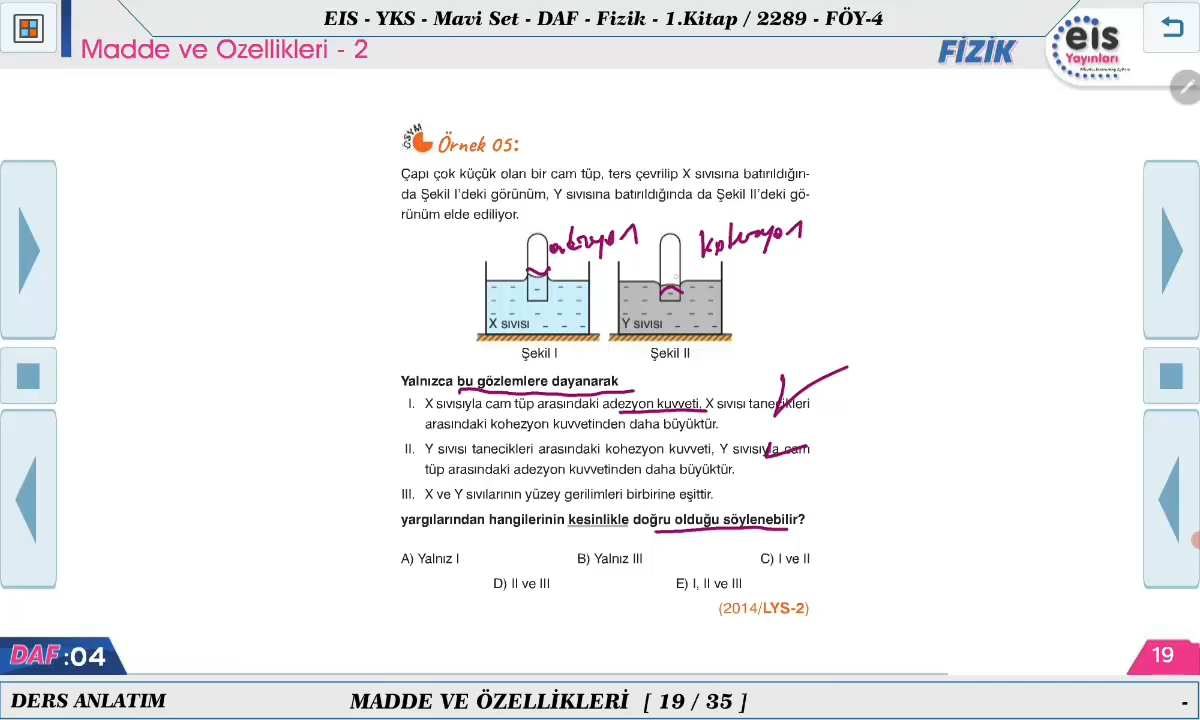 EIS - YKS - Mavi Set - DAF - Fizik - 1.Kitap / 2289 - FÖY-4
Madde ve Özellikleri - 2
FİZİK
eis
Yayınları
ÖSYM
Örnek 05:
Çapı çok küçük olan bir cam tüp, ters çevrilip X sıvısına batırıldığın-
da Şekil I'deki görünüm, Y sıvısına batırıldığında da Şekil II'deki gö-
rünüm elde ediliyor.
X sıvısı
Y sıvısı
Şekil I
Şekil II
Yalnızca bu gözlemlere dayanarak
I. X sıvısıyla cam tüp arasındaki adezyon kuvveti, X sıvısı tanecikleri
arasındaki kohezyon kuvvetinden daha büyüktür.
II. Y sıvısı tanecikleri arasındaki kohezyon kuvveti, Y sıvısıyla cam
tüp arasındaki adezyon kuvvetinden daha büyüktür.
III. X ve Y sıvılarının yüzey gerilimleri birbirine eşittir.
yargılarından hangilerinin kesinlikle doğru olduğu söylenebilir?
A) Yalnız I
B) Yalnız III
C) I ve II
D) II ve III
E) I, II ve III
(2014/LYS-2)
DAF :04
19
DERS ANLATIM
MADDE VE ÖZELLİKLERİ [ 19 / 35 ]
-